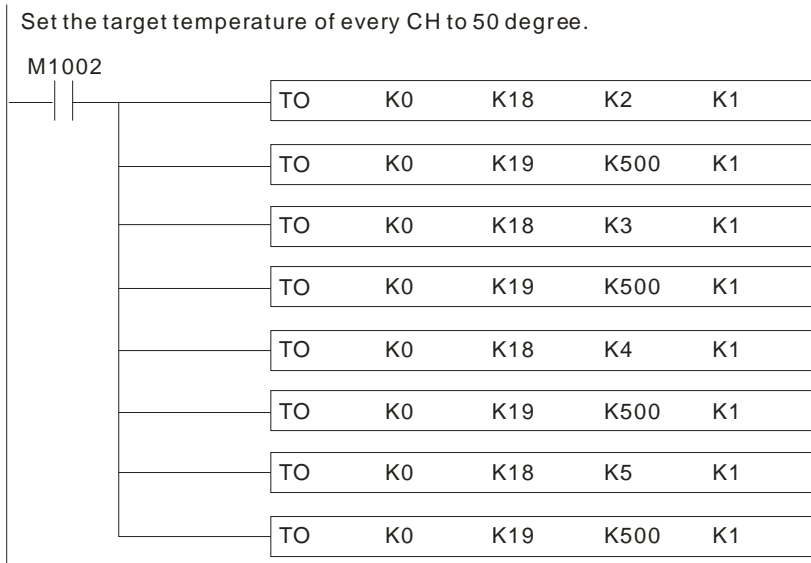 Set the target temperature of every CH to 50 degree.
M1002
TO K0 K18 K2 K1
TO K0 K19 K500 K1
TO K0 K18 K3 K1
TO K0 K19 K500 K1
TO K0 K18 K4 K1
TO K0 K19 K500 K1
TO K0 K18 K5 K1
TO K0 K19 K500 K1